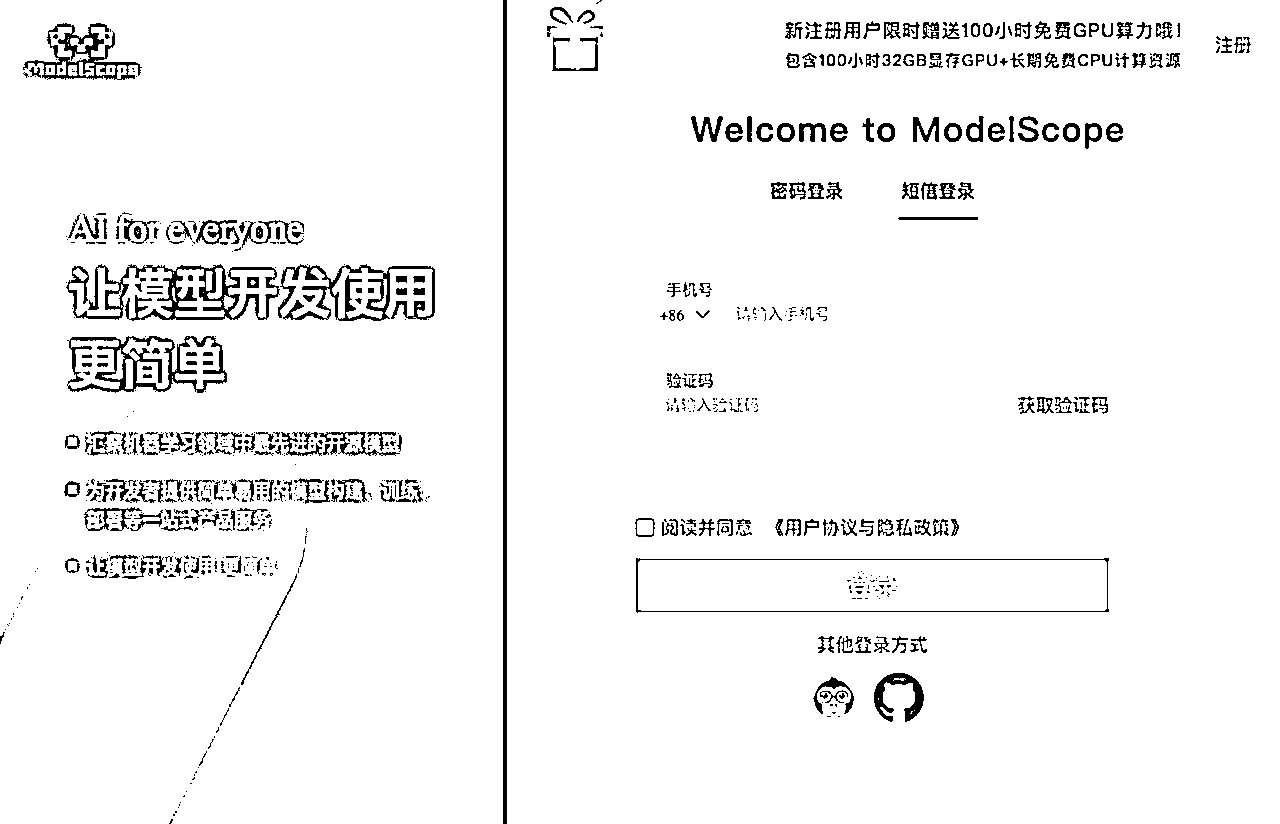 ModelScope
AI for everyone
让模型开发使用
更简单
汇聚机器学习领域中最先进的开源模型
为开发者提供简单易用的模型构建、训练、
部署等一站式产品服务
让模型开发使用更简单
新注册用户限时赠送100小时免费GPU算力哦!
包含100小时32GB显存GPU+长期免费CPU计算资源
注册
Welcome to ModelScope
密码登录 短信登录
手机号
+86 请输入手机号
验证码
请输入验证码 获取验证码
阅读并同意 《用户协议与隐私政策》
登录
其他登录方式